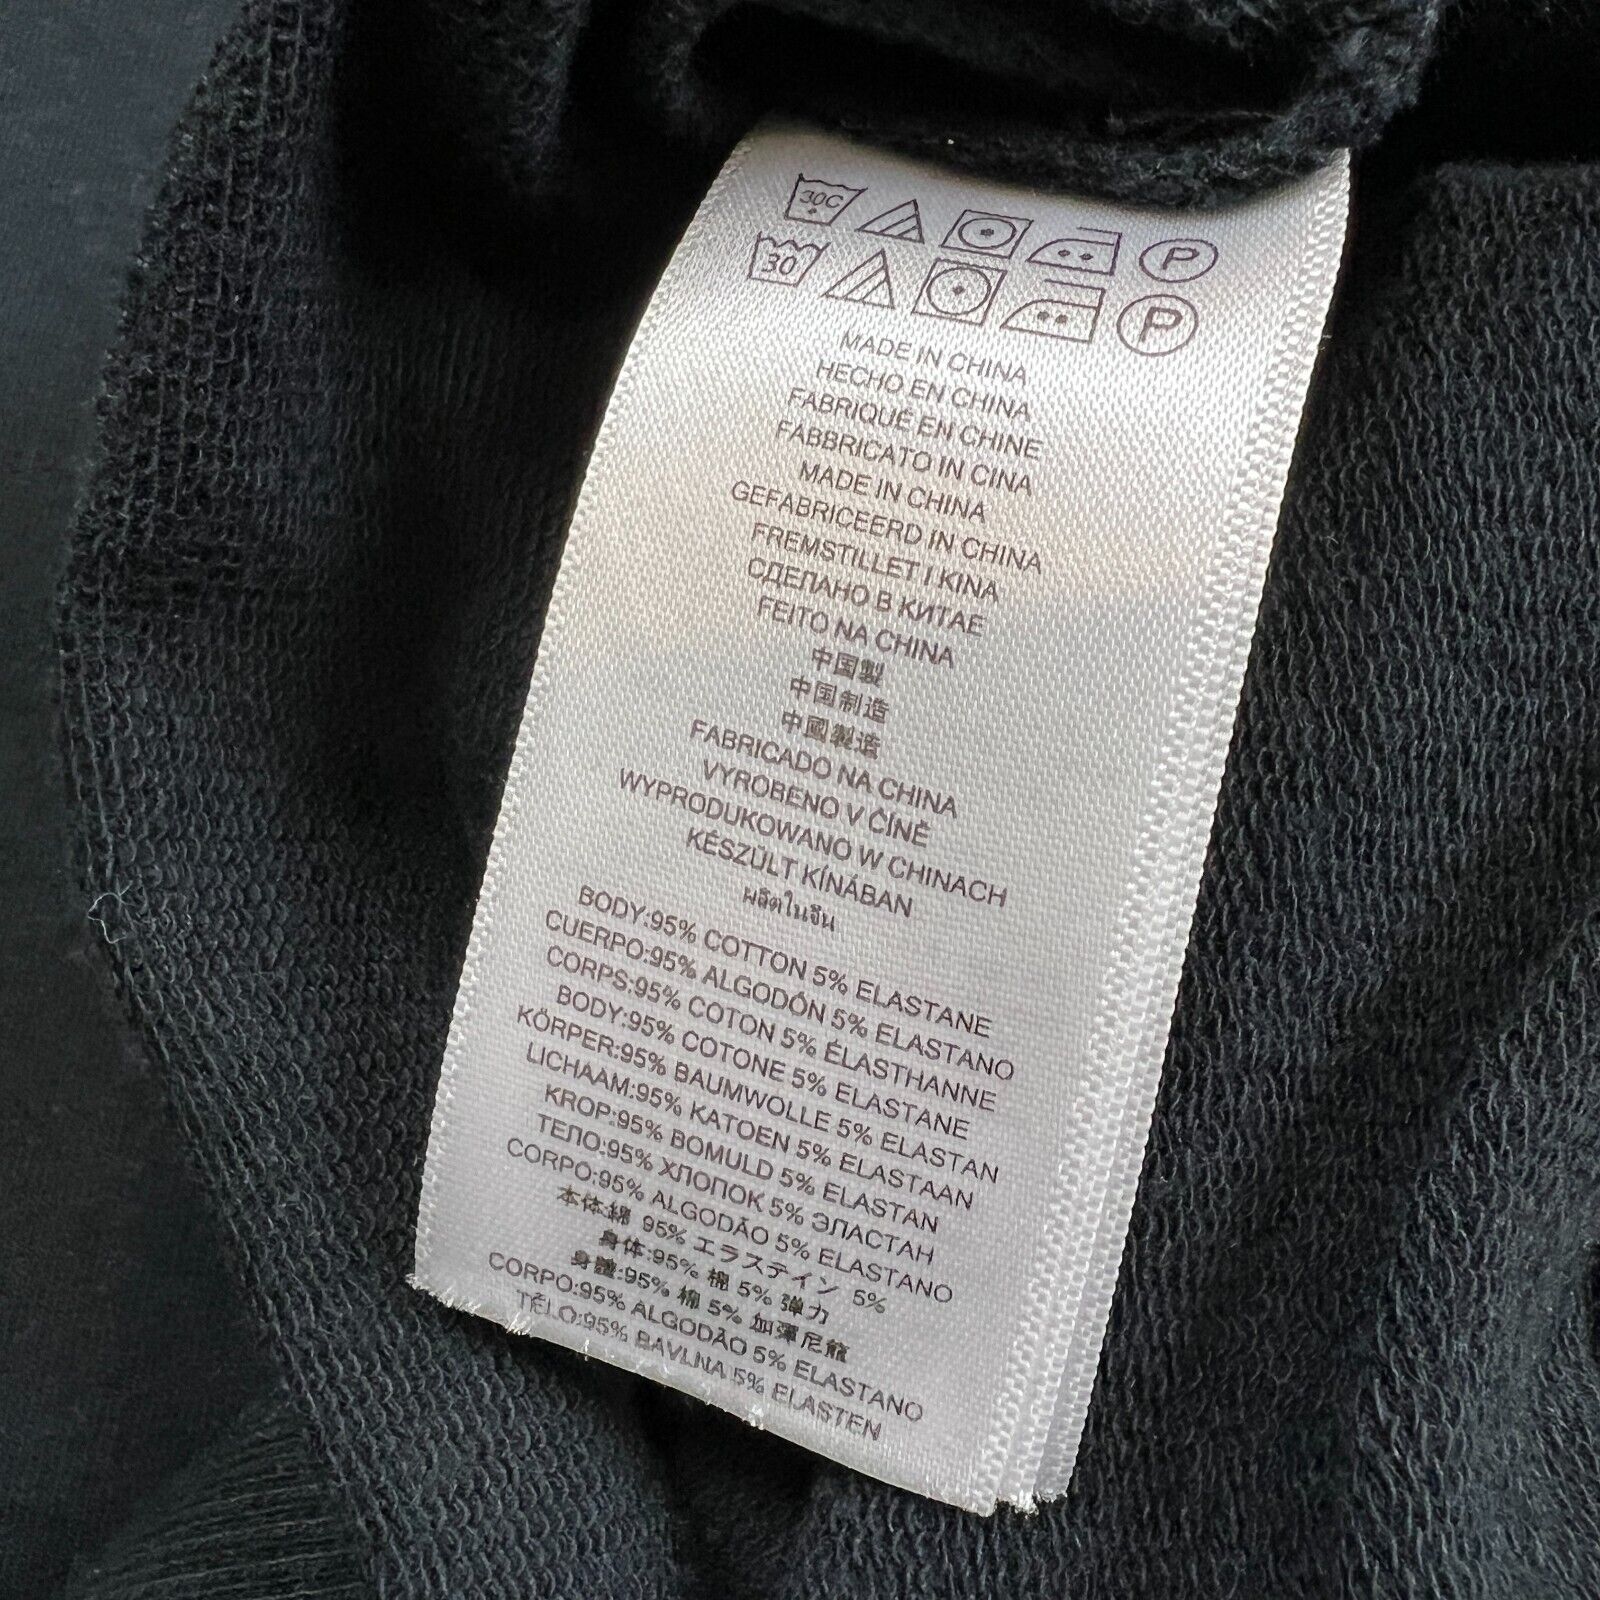 30C P
30 P
MADE IN CHINA
HECHO EN CHINA
FABRIQUÉ EN CHINE
FABBRICATO IN CINA
MADE IN CHINA
GEFABRICEERD IN CHINA
FREMSTILLET I KINA
СДЕЛАНО В КИТАЕ
FEITO NA CHINA
中国製
中国制造
中國製造
FABRICADO NA CHINA
VYROBENO V ČÍNĚ
WYPRODUKOWANO W CHINACH
KÉSZÜLT KÍNÁBAN
ผลิตในจีน
BODY:95% COTTON 5% ELASTANE
CUERPO:95% ALGODÓN 5% ELASTANO
CORPS:95% COTON 5% ÉLASTHANNE
BODY:95% COTONE 5% ELASTANE
KÖRPER:95% BAUMWOLLE 5% ELASTAN
LICHAAM:95% KATOEN 5% ELASTAAN
KROP:95% BOMULD 5% ELASTAN
ТЕЛО:95% ХЛОПОК 5% ЭЛАСТАН
CORPO:95% ALGODÃO 5% ELASTANO
本体:綿 95% エラスティン 5%
身体:95% 棉 5% 弹力
身體:95% 棉 5% 加彈尼龍
CORPO:95% ALGODÃO 5% ELASTANO
TĚLO:95% BAVLNA 5% ELASTEN